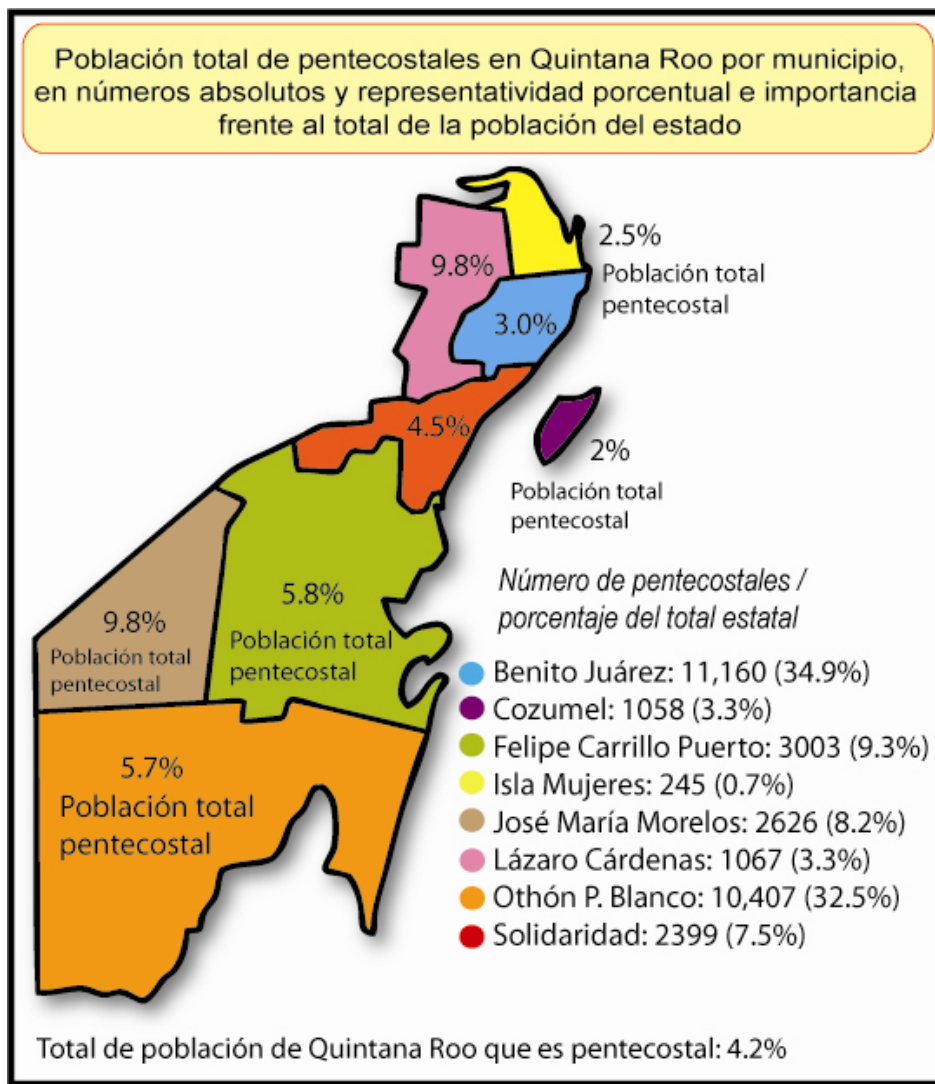 Población total de pentecostales en Quintana Roo por municipio,
en números absolutos y representatividad porcentual e importancia
frente al total de la población del estado
2.5%
Población total
pentecostal
9.8%
3.0%
4.5%
2%
Población total
pentecostal
5.8%
Población total
pentecostal
9.8%
Población total
pentecostal
5.7%
Población total
pentecostal
Número de pentecostales /
porcentaje del total estatal
Benito Juárez: 11,160 (34.9%)
Cozumel: 1058 (3.3%)
Felipe Carrillo Puerto: 3003 (9.3%)
Isla Mujeres: 245 (0.7%)
José María Morelos: 2626 (8.2%)
Lázaro Cárdenas: 1067 (3.3%)
Othón P. Blanco: 10,407 (32.5%)
Solidaridad: 2399 (7.5%)
Total de población de Quintana Roo que es pentecostal: 4.2%